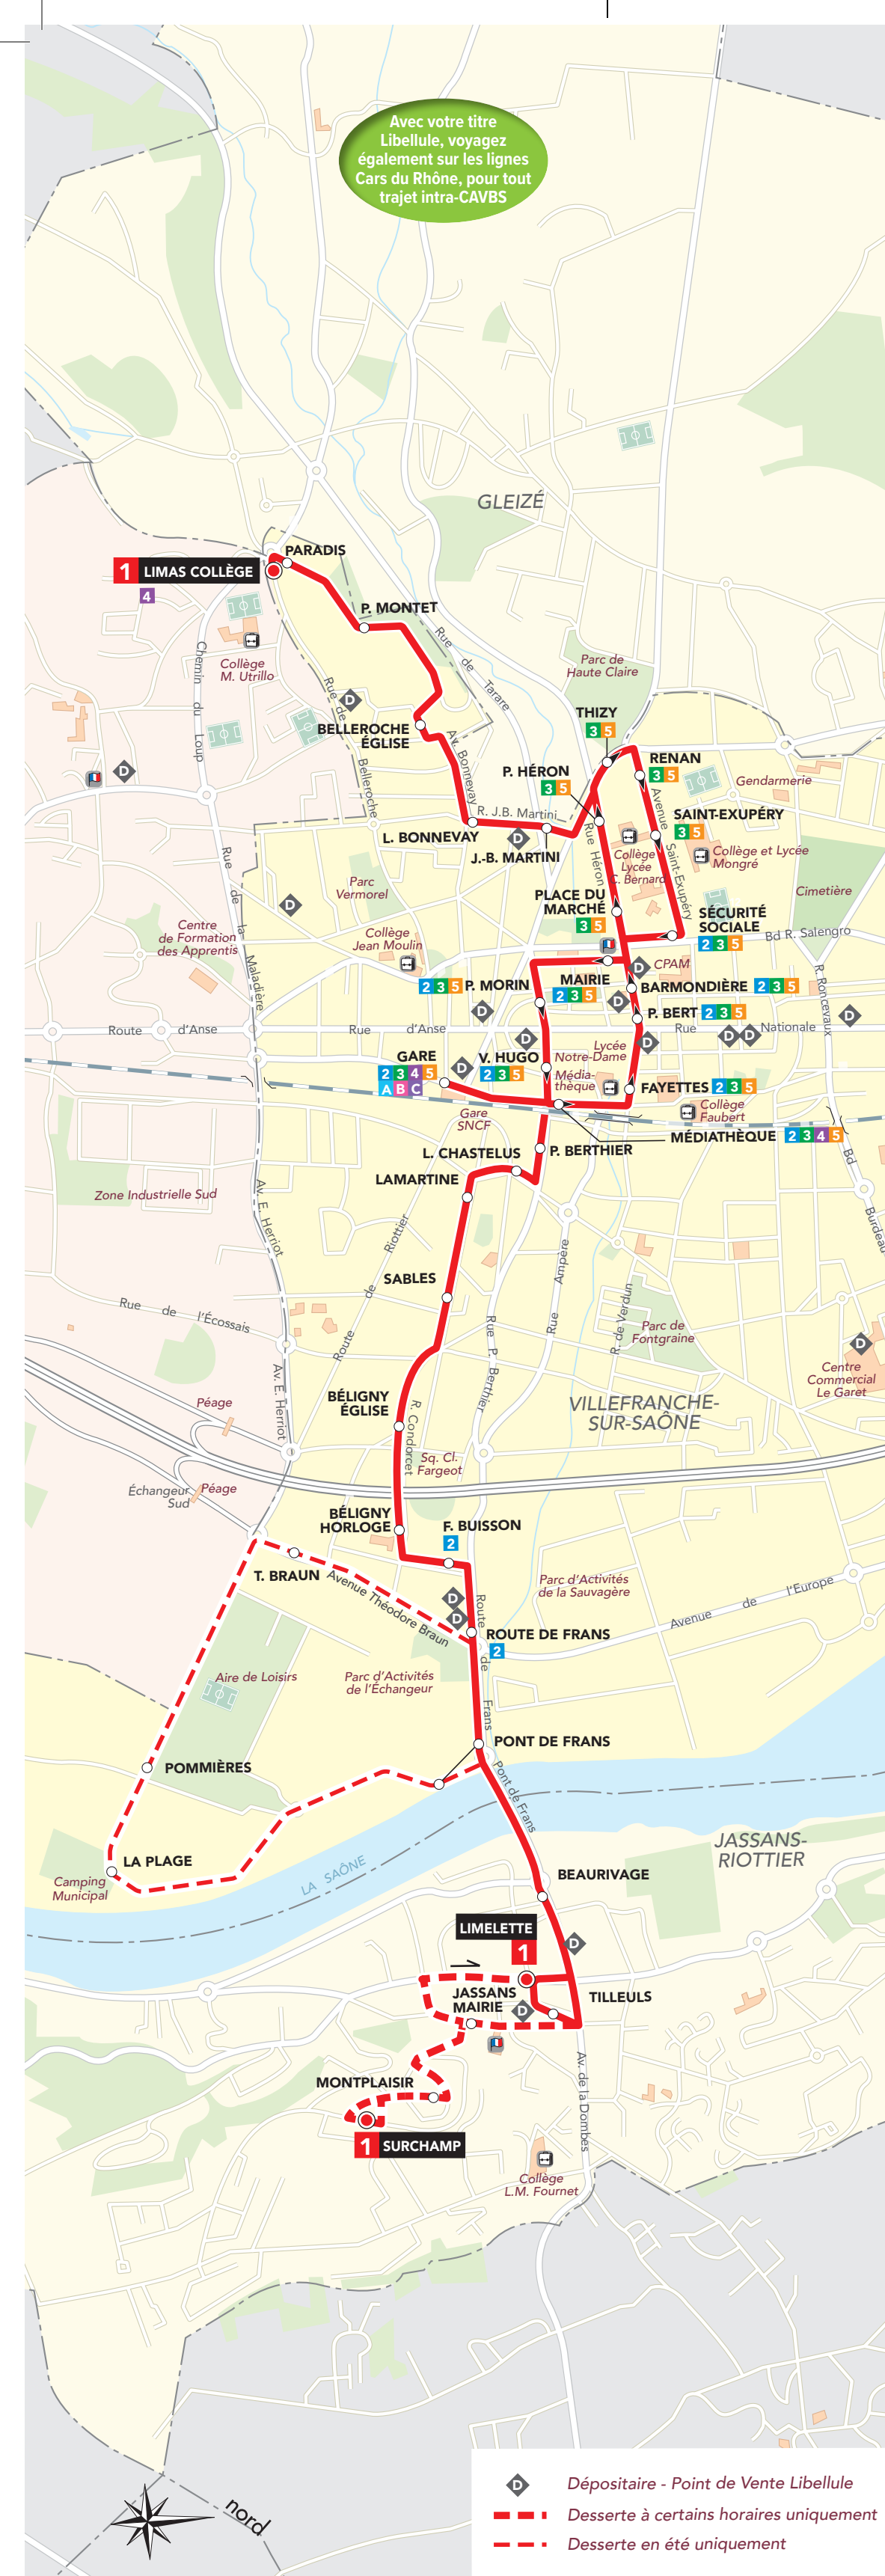 Avec votre titre
Libellule, voyagez
également sur les lignes
Cars du Rhône, pour tout
trajet intra-CAVBS
GLEIZÉ
PARADIS
1 LIMAS COLLÈGE
4
P. MONTET
Rue de Tarare
Chemin du Loup
Collège
M. Utrillo
Parc de
Haute Claire
Rue de Belleroche
D
THIZY
3 5
BELLEROCHE
ÉGLISE
Av. Bonnevay
D
RENAN
3 5
P. HÉRON
3 5
Gendarmerie
Avenue Saint-Exupéry
R. J.B. Martini
SAINT-EXUPÉRY
3 5
L. BONNEVAY
D
J.-B. MARTINI
Rue Héron
Collège
Lycée
C. Bernard
Collège et Lycée
Mongré
Rue de la Maladière
Parc
Vermorel
Cimetière
D
PLACE DU
MARCHÉ
3 5
SÉCURITÉ
SOCIALE
2 3 5
Bd R. Salengro
Centre
de Formation
des Apprentis
Collège
Jean Moulin
D
CPAM
R. Roncevaux
2 3 5 P. MORIN
MAIRIE
2 3 5
BARMONDIÈRE 2 3 5
D
D
P. BERT 2 3 5
D
Route d'Anse
Rue d'Anse
Rue Nationale
D
D
D D
Lycée
Notre-Dame
GARE
2 3 4 5
A B C
D
V. HUGO
2 3 5
Média-
thèque
FAYETTES 2 3 5
Gare
SNCF
Collège
Faubert
MÉDIATHÈQUE 2 3 4 5
L. CHASTELUS
P. BERTHIER
Bd Burdeau
LAMARTINE
Zone Industrielle Sud
Av. E. Herriot
Route de Riottier
Rue Ampère
SABLES
Rue de l'Écossais
R. de Verdun
Rue P. Berthier
Parc de
Fontgraine
D
Centre
Commercial
Le Garet
Av. E. Herriot
BÉLIGNY
ÉGLISE
Péage
R. Condorcet
VILLEFRANCHE-
SUR-SAÔNE
Sq. Cl.
Fargeot
Échangeur
Sud
Péage
BÉLIGNY
HORLOGE
F. BUISSON
2
T. BRAUN
Avenue Théodore Braun
Parc d'Activités
de la Sauvagère
Avenue de l'Europe
D
D
Route de Frans
ROUTE DE FRANS
2
Aire de Loisirs
Parc d'Activités
de l'Échangeur
PONT DE FRANS
POMMIÈRES
Pont de Frans
JASSANS-
RIOTTIER
LA PLAGE
Camping
Municipal
LA SAÔNE
BEAURIVAGE
LIMELETTE
1
D
JASSANS
MAIRIE
D
TILLEULS
MONTPLAISIR
Av. de la Dombes
1 SURCHAMP
Collège
L.M. Fournet
nord
D Dépositaire - Point de Vente Libellule
Desserte à certains horaires uniquement
Desserte en été uniquement